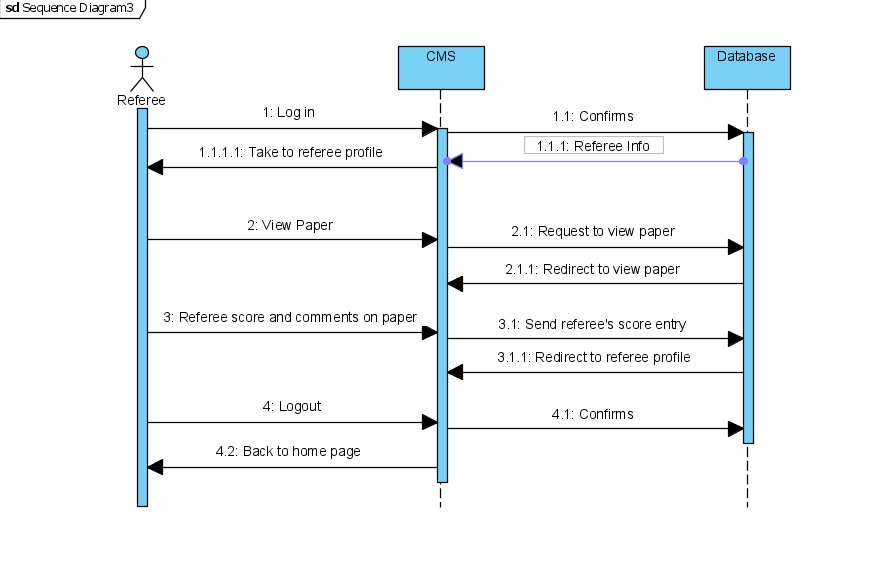 sd Sequence Diagram3
CMS
Database
Referee
1: Log in
1.1: Confirms
1.1.1: Referee Info
1.1.1.1: Take to referee profile
2: View Paper
2.1: Request to view paper
2.1.1: Redirect to view paper
3: Referee score and comments on paper
3.1: Send referee's score entry
3.1.1: Redirect to referee profile
4: Logout
4.1: Confirms
4.2: Back to home page